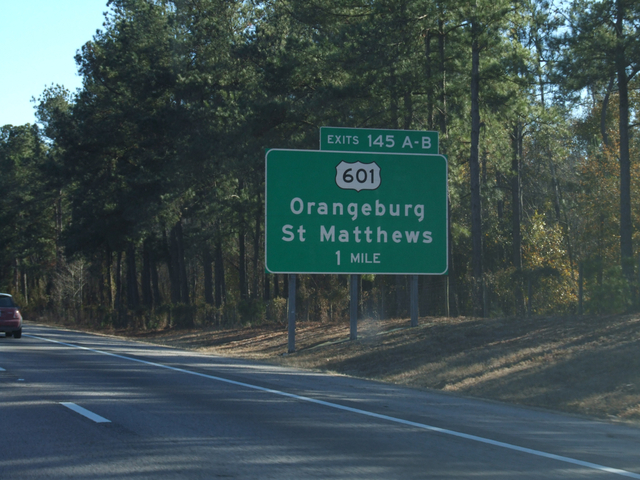 EXITS 145 A-B
601
Orangeburg
St Matthews
1 MILE